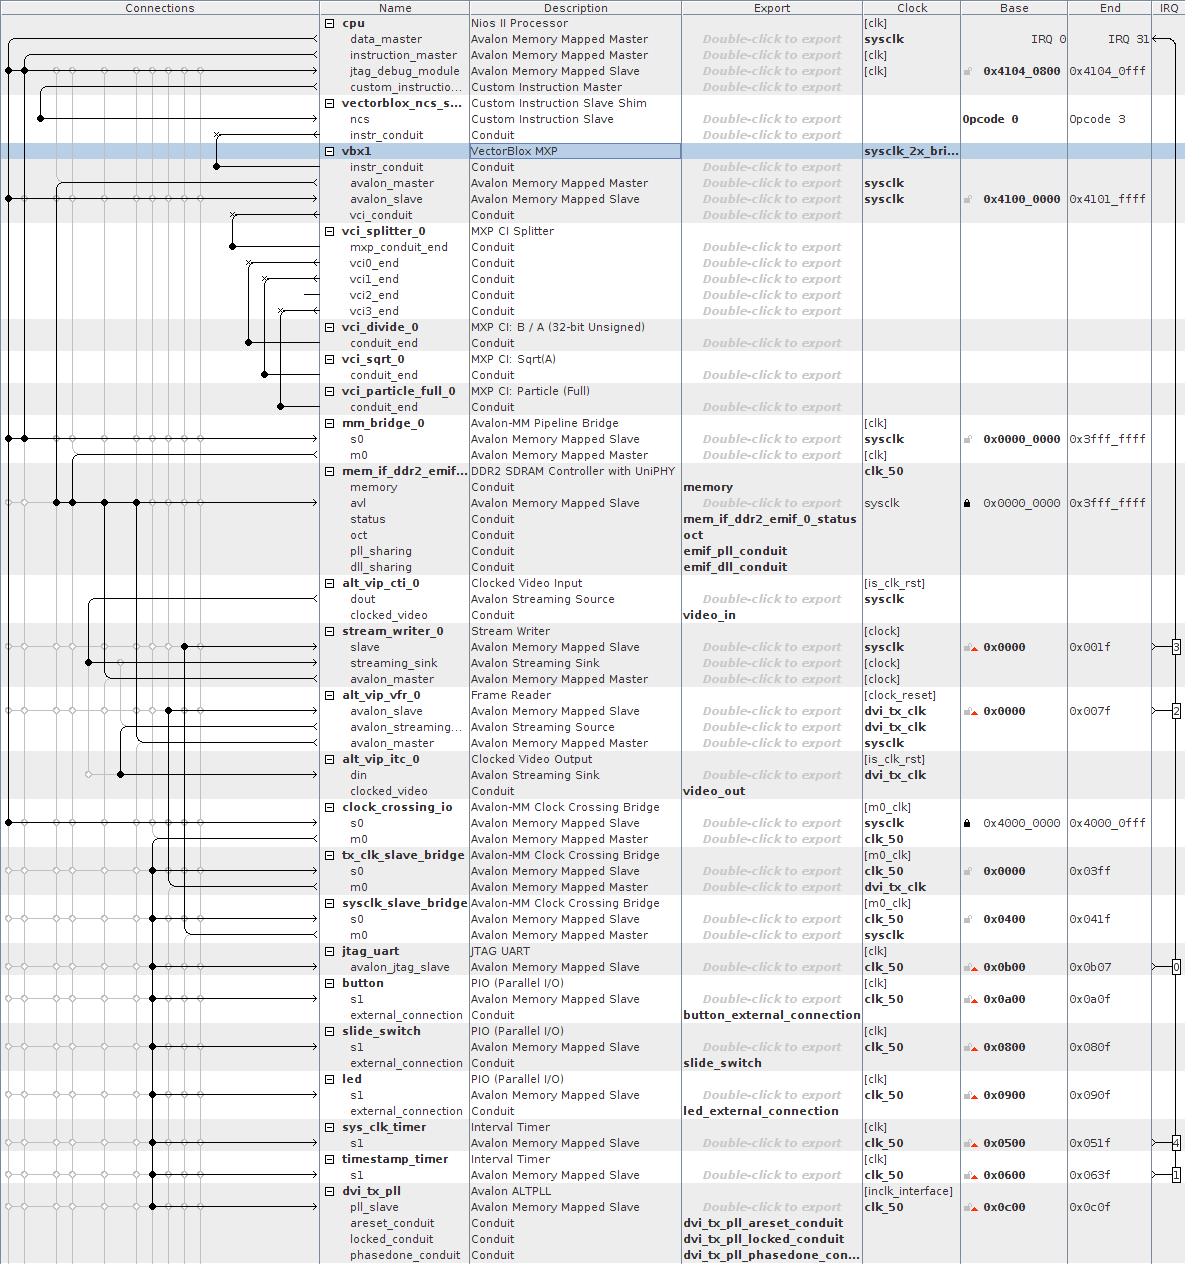 Connections Name Description Export Clock Base End IRQ
cpu Nios II Processor [clk]
data_master Avalon Memory Mapped Master Double-click to export sysclk IRQ 0 IRQ 31
instruction_master Avalon Memory Mapped Master Double-click to export [clk]
jtag_debug_module Avalon Memory Mapped Slave Double-click to export [clk] 0x4104_0800 0x4104_0fff
custom_instructio... Custom Instruction Master Double-click to export
vectorblox_ncs_s... Custom Instruction Slave Shim
ncs Custom Instruction Slave Double-click to export Opcode 0 Opcode 3
instr_conduit Conduit Double-click to export
vbx1 VectorBlox MXP sysclk_2x_bri...
instr_conduit Conduit Double-click to export
avalon_master Avalon Memory Mapped Master Double-click to export sysclk
avalon_slave Avalon Memory Mapped Slave Double-click to export sysclk 0x4100_0000 0x4101_ffff
vci_conduit Conduit Double-click to export
vci_splitter_0 MXP CI Splitter
mxp_conduit_end Conduit Double-click to export
vci0_end Conduit Double-click to export
vci1_end Conduit Double-click to export
vci2_end Conduit Double-click to export
vci3_end Conduit Double-click to export
vci_divide_0 MXP CI: B / A (32-bit Unsigned)
conduit_end Conduit Double-click to export
vci_sqrt_0 MXP CI: Sqrt(A)
conduit_end Conduit Double-click to export
vci_particle_full_0 MXP CI: Particle (Full)
conduit_end Conduit Double-click to export
mm_bridge_0 Avalon-MM Pipeline Bridge [clk]
s0 Avalon Memory Mapped Slave Double-click to export sysclk 0x0000_0000 0x3fff_ffff
m0 Avalon Memory Mapped Master Double-click to export [clk]
mem_if_ddr2_emif... DDR2 SDRAM Controller with UniPHY clk_50
memory Conduit memory
avl Avalon Memory Mapped Slave Double-click to export sysclk 0x0000_0000 0x3fff_ffff
status Conduit mem_if_ddr2_emif_0_status
oct Conduit oct
pll_sharing Conduit emif_pll_conduit
dll_sharing Conduit emif_dll_conduit
alt_vip_cti_0 Clocked Video Input [is_clk_rst]
dout Avalon Streaming Source Double-click to export sysclk
clocked_video Conduit video_in
stream_writer_0 Stream Writer [clock]
slave Avalon Memory Mapped Slave Double-click to export sysclk 0x0000 0x001f 3
streaming_sink Avalon Streaming Sink Double-click to export [clock]
avalon_master Avalon Memory Mapped Master Double-click to export [clock]
alt_vip_vfr_0 Frame Reader [clock_reset]
avalon_slave Avalon Memory Mapped Slave Double-click to export dvi_tx_clk 0x0000 0x007f 2
avalon_streaming... Avalon Streaming Source Double-click to export dvi_tx_clk
avalon_master Avalon Memory Mapped Master Double-click to export sysclk
alt_vip_itc_0 Clocked Video Output [is_clk_rst]
din Avalon Streaming Sink Double-click to export dvi_tx_clk
clocked_video Conduit video_out
clock_crossing_io Avalon-MM Clock Crossing Bridge [m0_clk]
s0 Avalon Memory Mapped Slave Double-click to export sysclk 0x4000_0000 0x4000_0fff
m0 Avalon Memory Mapped Master Double-click to export clk_50
tx_clk_slave_bridge Avalon-MM Clock Crossing Bridge [m0_clk]
s0 Avalon Memory Mapped Slave Double-click to export clk_50 0x0000 0x03ff
m0 Avalon Memory Mapped Master Double-click to export dvi_tx_clk
sysclk_slave_bridge Avalon-MM Clock Crossing Bridge [m0_clk]
s0 Avalon Memory Mapped Slave Double-click to export clk_50 0x0400 0x041f
m0 Avalon Memory Mapped Master Double-click to export sysclk
jtag_uart JTAG UART [clk]
avalon_jtag_slave Avalon Memory Mapped Slave Double-click to export clk_50 0x0b00 0x0b07 0
button PIO (Parallel I/O) [clk]
s1 Avalon Memory Mapped Slave Double-click to export clk_50 0x0a00 0x0a0f
external_connection Conduit button_external_connection
slide_switch PIO (Parallel I/O) [clk]
s1 Avalon Memory Mapped Slave Double-click to export clk_50 0x0800 0x080f
external_connection Conduit slide_switch
led PIO (Parallel I/O) [clk]
s1 Avalon Memory Mapped Slave Double-click to export clk_50 0x0900 0x090f
external_connection Conduit led_external_connection
sys_clk_timer Interval Timer [clk]
s1 Avalon Memory Mapped Slave Double-click to export clk_50 0x0500 0x051f 4
timestamp_timer Interval Timer [clk]
s1 Avalon Memory Mapped Slave Double-click to export clk_50 0x0600 0x063f 1
dvi_tx_pll Avalon ALTPLL [inclk_interface]
pll_slave Avalon Memory Mapped Slave Double-click to export clk_50 0x0c00 0x0c0f
areset_conduit Conduit dvi_tx_pll_areset_conduit
locked_conduit Conduit dvi_tx_pll_locked_conduit
phasedone_conduit Conduit dvi_tx_pll_phasedone_con...